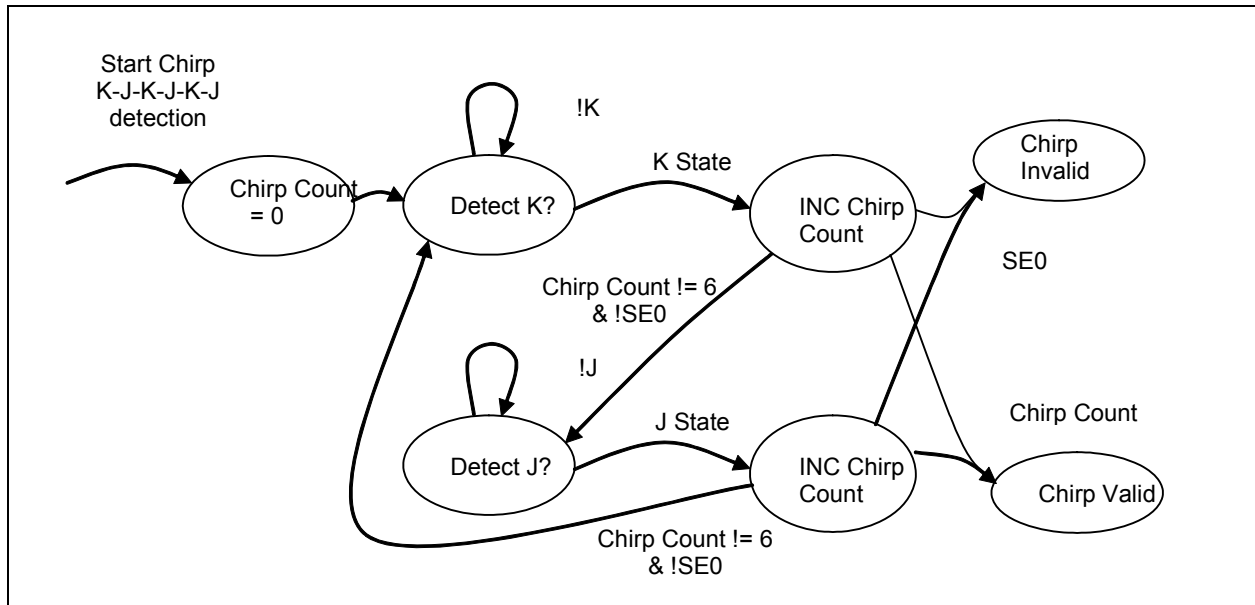 Start Chirp
K-J-K-J-K-J
detection
!K
Chirp Count
= 0
Detect K?
K State
INC Chirp
Count
Chirp
Invalid
SE0
Chirp Count != 6
& !SE0
!J
Detect J?
J State
INC Chirp
Count
Chirp Count
Chirp Valid
Chirp Count != 6
& !SE0